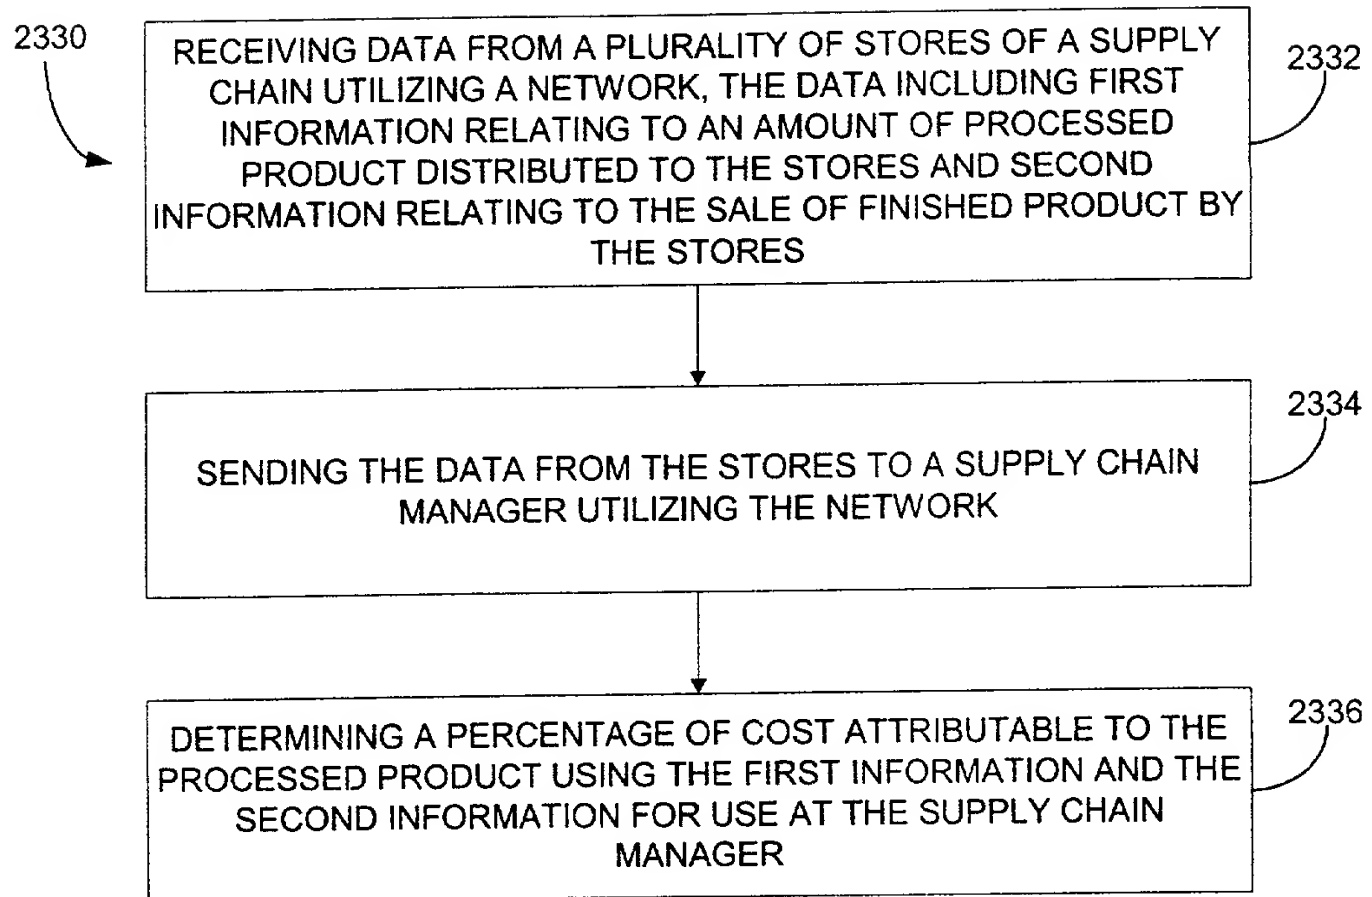 2330
RECEIVING DATA FROM A PLURALITY OF STORES OF A SUPPLY
CHAIN UTILIZING A NETWORK, THE DATA INCLUDING FIRST
INFORMATION RELATING TO AN AMOUNT OF PROCESSED
PRODUCT DISTRIBUTED TO THE STORES AND SECOND
INFORMATION RELATING TO THE SALE OF FINISHED PRODUCT BY
THE STORES
2332
SENDING THE DATA FROM THE STORES TO A SUPPLY CHAIN
MANAGER UTILIZING THE NETWORK
2334
DETERMINING A PERCENTAGE OF COST ATTRIBUTABLE TO THE
PROCESSED PRODUCT USING THE FIRST INFORMATION AND THE
SECOND INFORMATION FOR USE AT THE SUPPLY CHAIN
MANAGER
2336